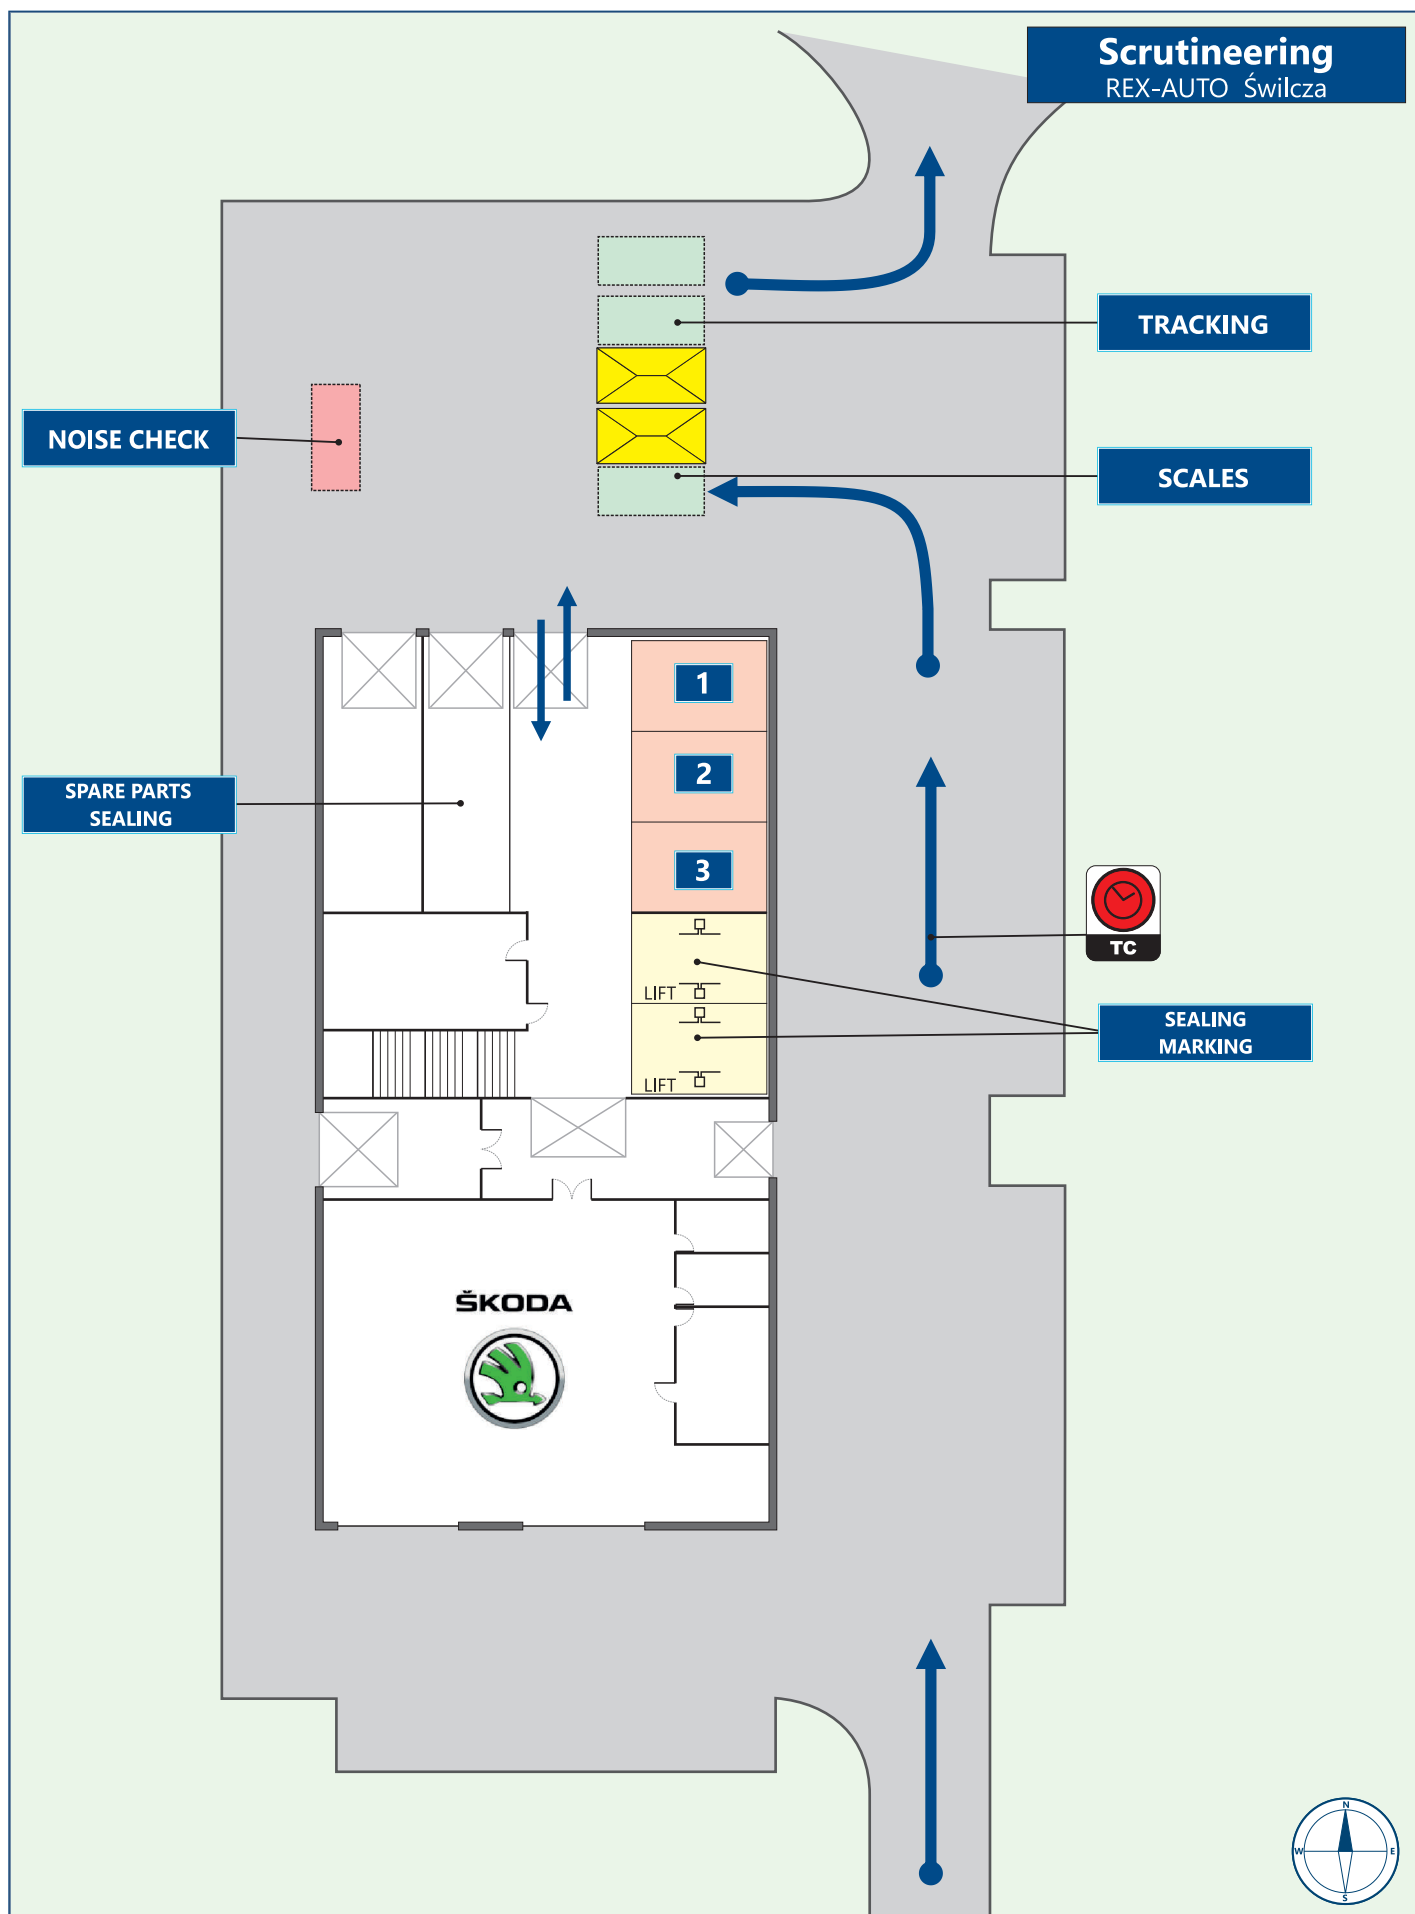 Scrutineering
REX-AUTO Świlcza
TRACKING
NOISE CHECK
SCALES
1
2
SPARE PARTS
SEALING
3
TC
LIFT
SEALING
MARKING
LIFT
ŠKODA
N
W
E
S